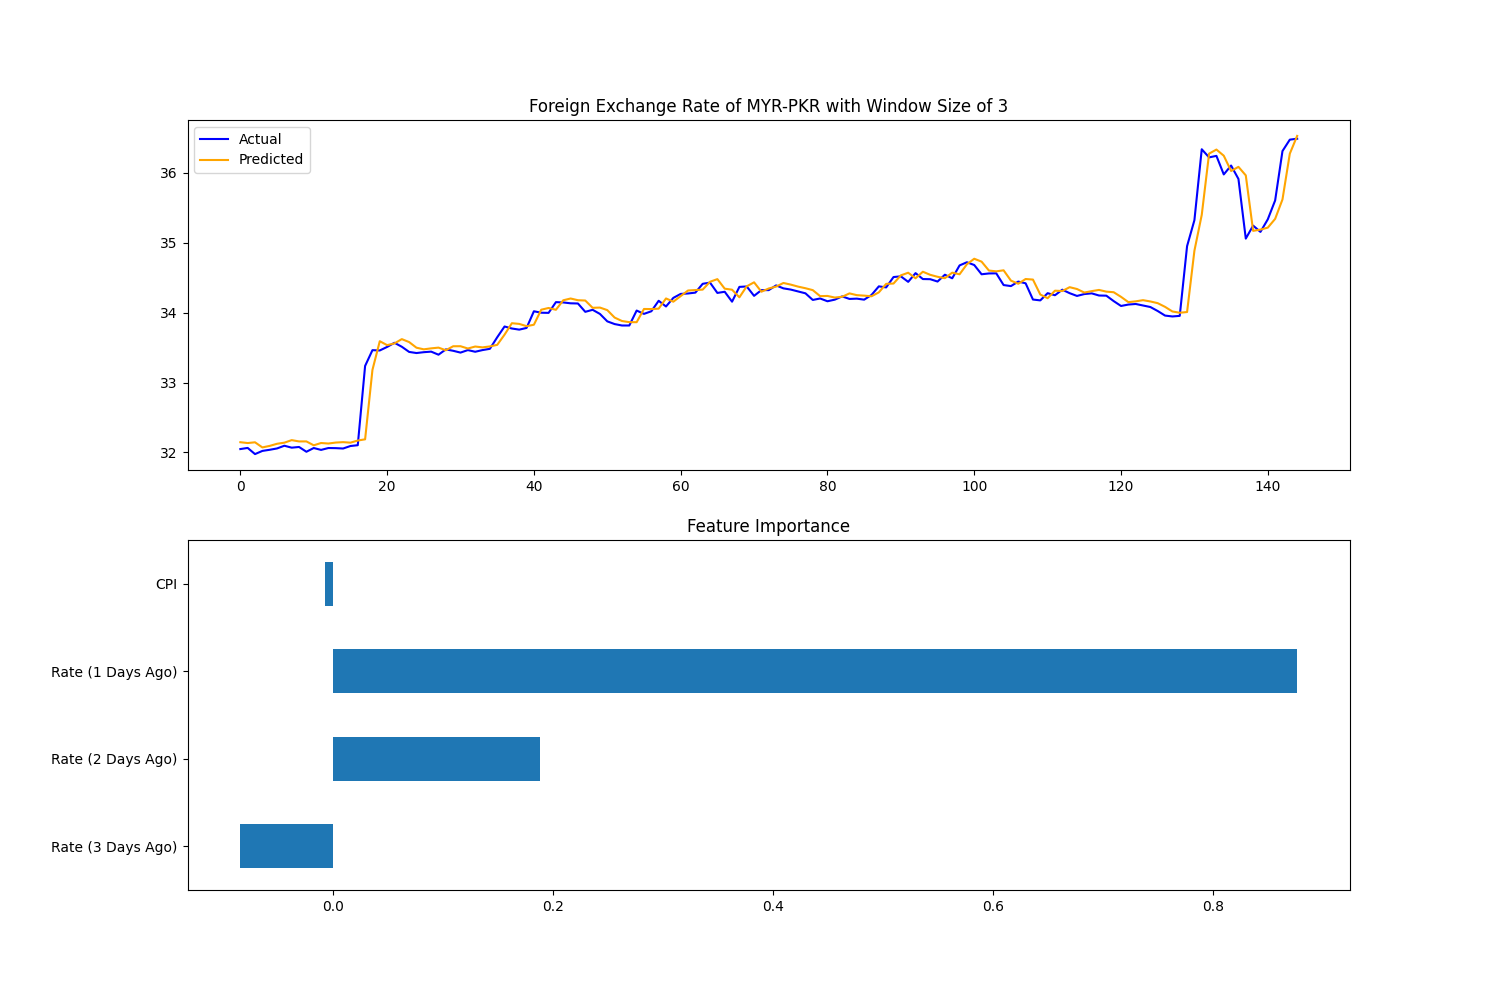 Foreign Exchange Rate of MYR-PKR with Window Size of 3
Actual
Predicted
36
35
34
33
32
0 20 40 60 80 100 120 140
Feature Importance
CPI
Rate (1 Days Ago)
Rate (2 Days Ago)
Rate (3 Days Ago)
0.0 0.2 0.4 0.6 0.8